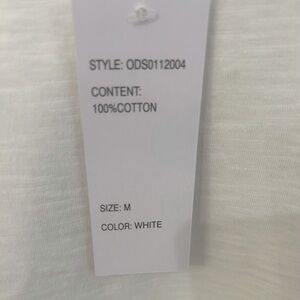 STYLE: ODS0112004
CONTENT:
100%COTTON
SIZE: M
COLOR: WHITE